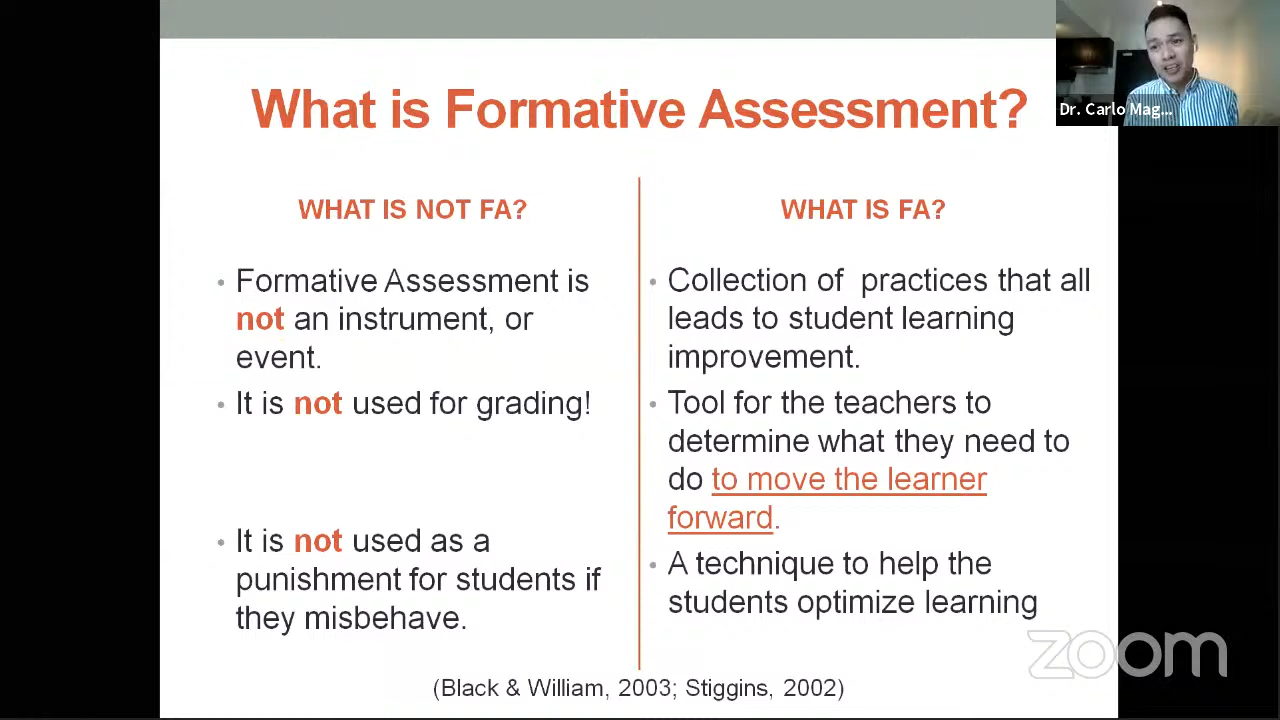 What is Formative Assessment?
Dr. Carlo Mag...
WHAT IS NOT FA?
• Formative Assessment is
not an instrument, or
event.
• It is not used for grading!
• It is not used as a
punishment for students if
they misbehave.
WHAT IS FA?
• Collection of  practices that all
leads to student learning
improvement.
• Tool for the teachers to
determine what they need to
do to move the learner
forward.
• A technique to help the
students optimize learning
(Black & William, 2003; Stiggins, 2002)
zoom